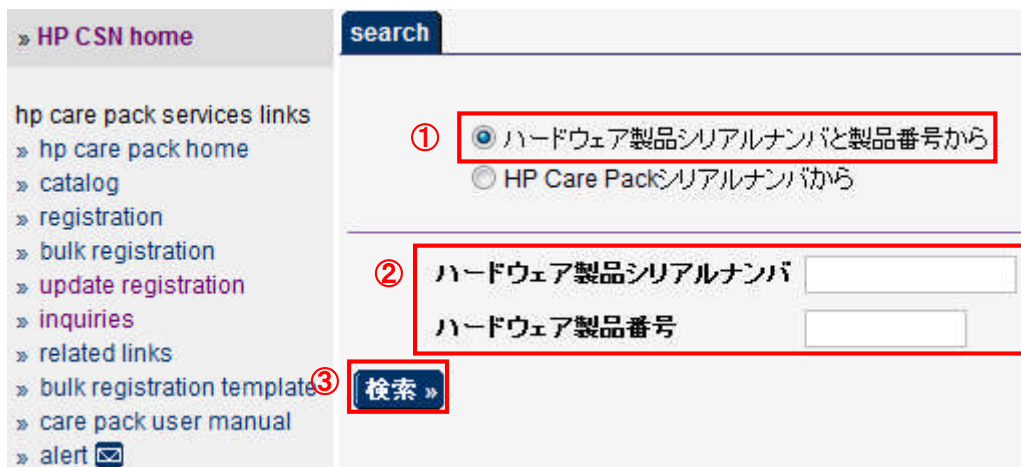 » HP CSN home
hp care pack services links
» hp care pack home
» catalog
» registration
» bulk registration
» update registration
» inquiries
» related links
» bulk registration template
» care pack user manual
» alert
search
① ハードウェア製品シリアルナンバと製品番号から
HP Care Packシリアルナンバから
② ハードウェア製品シリアルナンバ
ハードウェア製品番号
③ 検索 »